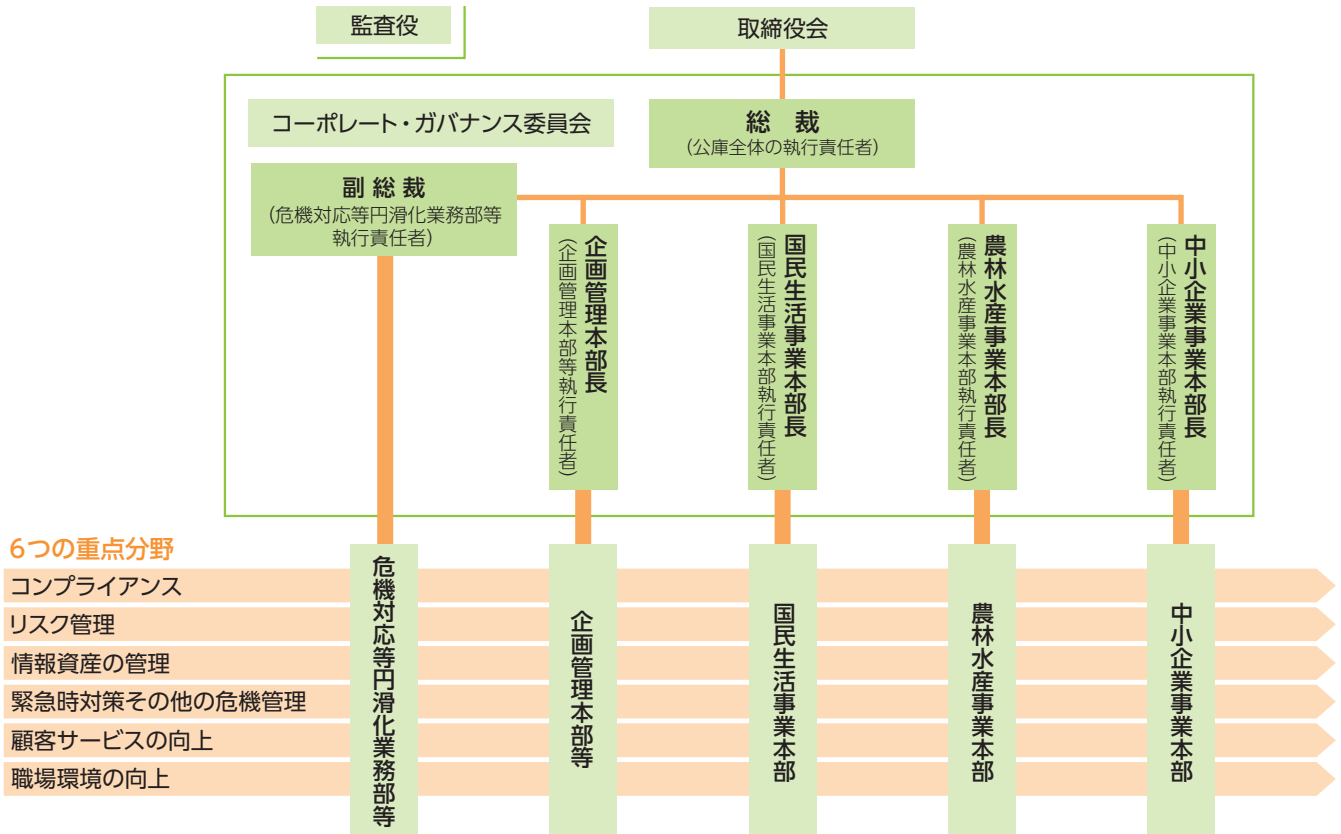 監査役
取締役会
コーポレート・ガバナンス委員会
総　裁
（公庫全体の執行責任者）
副 総 裁
（危機対応等円滑化業務部等
執行責任者）
企画管理本部長
（企画管理本部等執行責任者）
国民生活事業本部長
（国民生活事業本部執行責任者）
農林水産事業本部長
（農林水産事業本部執行責任者）
中小企業事業本部長
（中小企業事業本部執行責任者）
6つの重点分野
コンプライアンス
リスク管理
情報資産の管理
緊急時対策その他の危機管理
顧客サービスの向上
職場環境の向上
危機対応等円滑化業務部等
企画管理本部等
国民生活事業本部
農林水産事業本部
中小企業事業本部